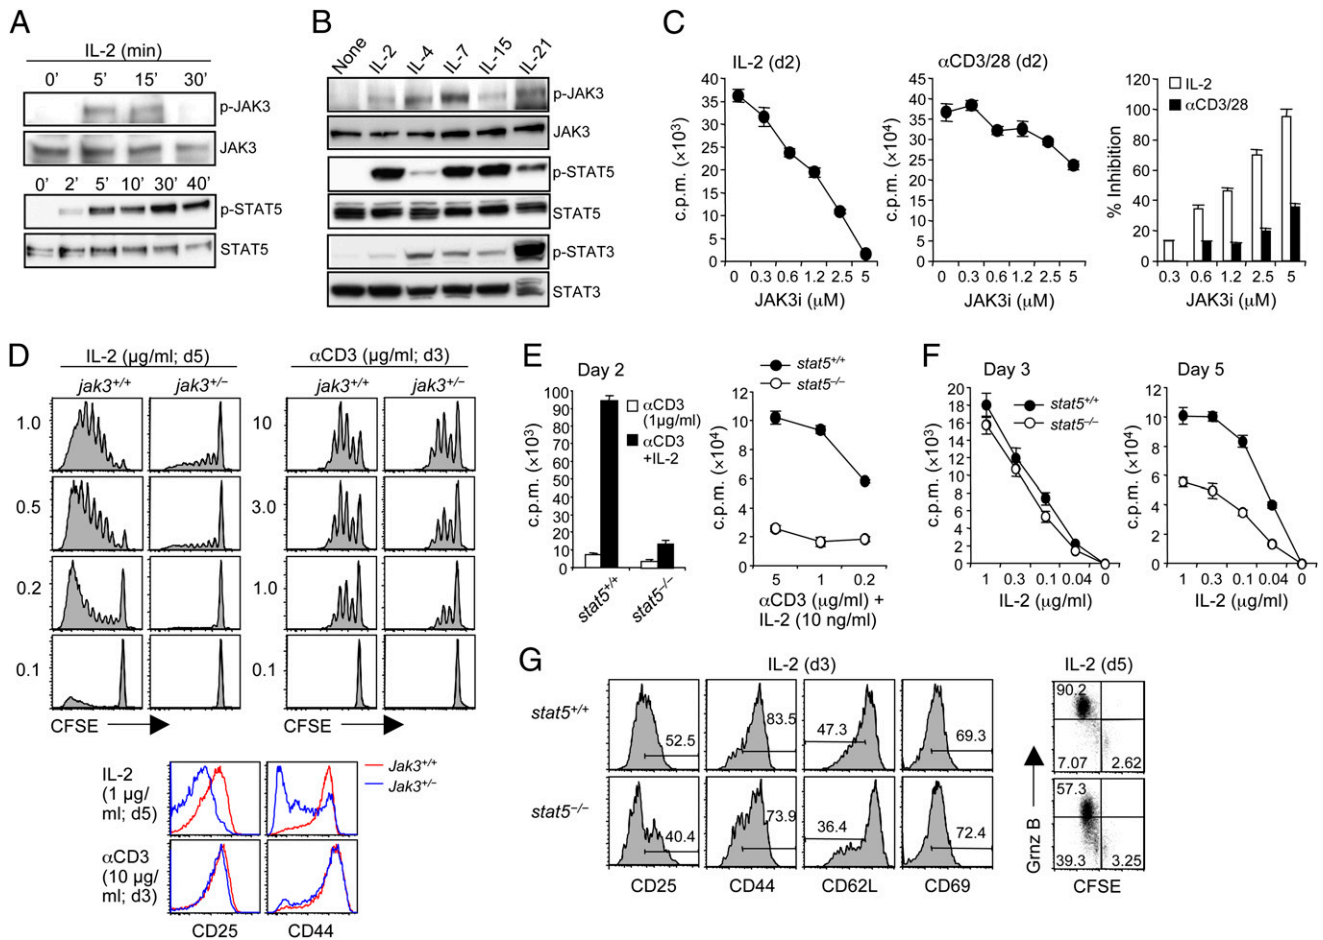 A
IL-2 (min)
0' 5' 15' 30'
p-JAK3
JAK3
0' 2' 5' 10' 30' 40'
p-STAT5
STAT5
B
None IL-2 IL-4 IL-7 IL-15 IL-21
p-JAK3
JAK3
p-STAT5
STAT5
p-STAT3
STAT3
C
IL-2 (d2)
c.p.m. (×10³)
40
35
30
25
20
15
10
5
0
0 0.3 0.6 1.2 2.5 5
JAK3i (μM)
αCD3/28 (d2)
c.p.m. (×10⁴)
45
40
35
30
25
20
15
10
5
0
0 0.3 0.6 1.2 2.5 5
JAK3i (μM)
% Inhibition
120
100
80
60
40
20
0
IL-2
αCD3/28
0.3 0.6 1.2 2.5 5
JAK3i (μM)
D
IL-2 (µg/ml; d5)
jak3+/+ jak3+/−
1.0
0.5
0.2
0.1
CFSE
αCD3 (µg/ml; d3)
jak3+/+ jak3+/−
10
3.0
1.0
0.1
CFSE
IL-2
(1 µg/
ml; d5)
αCD3
(10 µg/
ml; d3)
Jak3+/+
Jak3+/−
CD25 CD44
E
Day 2
c.p.m. (×10³)
100
90
80
70
60
50
40
30
20
10
0
αCD3
(1µg/ml)
αCD3
+IL-2
stat5+/+ stat5−/−
stat5+/+
stat5−/−
c.p.m. (×10⁴)
12
10
8
6
4
2
0
5 1 0.2
αCD3 (µg/ml) +
IL-2 (10 ng/ml)
F
Day 3
c.p.m. (×10³)
20
18
16
14
12
10
8
6
4
2
0
stat5+/+
stat5−/−
1 0.3 0.1 0.04 0
IL-2 (µg/ml)
Day 5
c.p.m. (×10⁴)
12
10
8
6
4
2
0
1 0.3 0.1 0.04 0
IL-2 (µg/ml)
G
IL-2 (d3)
stat5+/+
52.5 83.5 47.3 69.3
stat5−/−
40.4 73.9 36.4 72.4
CD25 CD44 CD62L CD69
IL-2 (d5)
90.2
7.07 2.62
57.3
39.3 3.25
Grnz B
CFSE